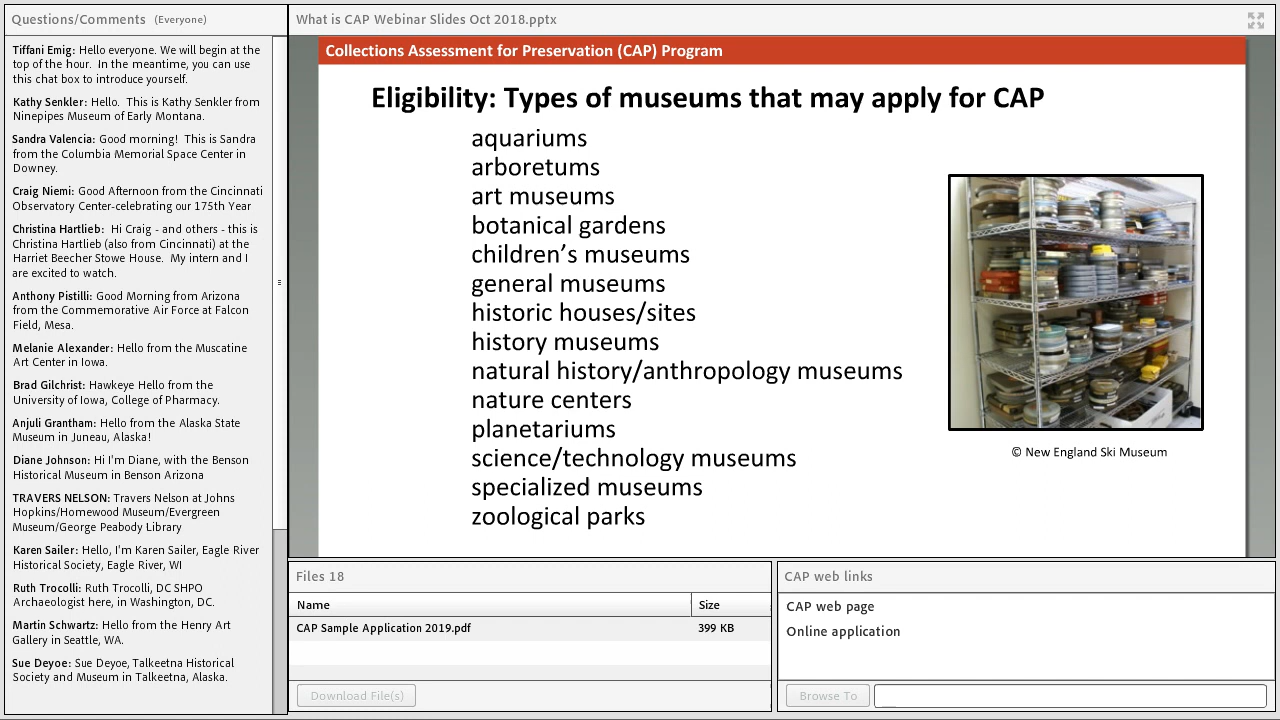 Questions/Comments (Everyone)
Tiffani Emig: Hello everyone. We will begin at the
top of the hour. In the meantime, you can use
this chat box to introduce yourself.
Kathy Senkler: Hello. This is Kathy Senkler from
Ninepipes Museum of Early Montana.
Sandra Valencia: Good morning! This is Sandra
from the Columbia Memorial Space Center in
Downey.
Craig Niemi: Good Afternoon from the Cincinnati
Observatory Center-celebrating our 175th Year
Christina Hartlieb: Hi Craig - and others - this is
Christina Hartlieb (also from Cincinnati) at the
Harriet Beecher Stowe House. My intern and I
are excited to watch.
Anthony Pistilli: Good Morning from Arizona
from the Commemorative Air Force at Falcon
Field, Mesa.
Melanie Alexander: Hello from the Muscatine
Art Center in Iowa.
Brad Gilchrist: Hawkeye Hello from the
University of Iowa, College of Pharmacy.
Anjuli Grantham: Hello from the Alaska State
Museum in Juneau, Alaska!
Diane Johnson: Hi I'm Diane, with the Benson
Historical Museum in Benson Arizona
TRAVERS NELSON: Travers Nelson at Johns
Hopkins/Homewood Museum/Evergreen
Museum/George Peabody Library
Karen Sailer: Hello, I'm Karen Sailer, Eagle River
Historical Society, Eagle River, WI
Ruth Trocolli: Ruth Trocolli, DC SHPO
Archaeologist here, in Washington, DC.
Martin Schwartz: Hello from the Henry Art
Gallery in Seattle, WA.
Sue Deyoe: Sue Deyoe, Talkeetna Historical
Society and Museum in Talkeetna, Alaska.
What is CAP Webinar Slides Oct 2018.pptx
Collections Assessment for Preservation (CAP) Program
Eligibility: Types of museums that may apply for CAP
aquariums
arboretums
art museums
botanical gardens
children’s museums
general museums
historic houses/sites
history museums
natural history/anthropology museums
nature centers
planetariums
science/technology museums
specialized museums
zoological parks
© New England Ski Museum
Files 18
Name Size
CAP Sample Application 2019.pdf 399 KB
Download File(s)
CAP web links
CAP web page
Online application
Browse To